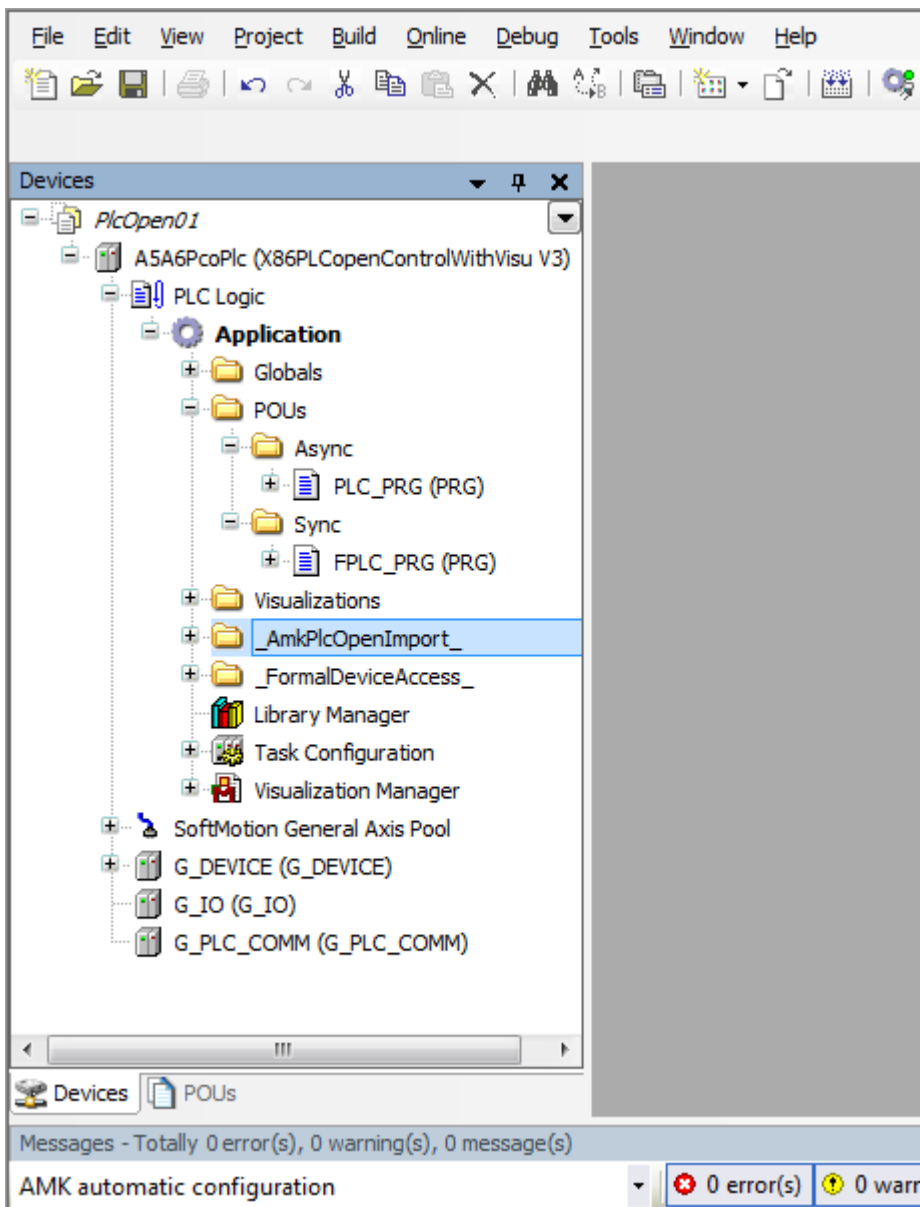 File Edit View Project Build Online Debug Tools Window Help
Devices
PlcOpen01
A5A6PcoPlc (X86PLCopenControlWithVisu V3)
PLC Logic
Application
Globals
POUs
Async
PLC_PRG (PRG)
Sync
FPLC_PRG (PRG)
Visualizations
_AmkPlcOpenImport_
_FormalDeviceAccess_
Library Manager
Task Configuration
Visualization Manager
SoftMotion General Axis Pool
G_DEVICE (G_DEVICE)
G_IO (G_IO)
G_PLC_COMM (G_PLC_COMM)
Devices POUs
Messages - Totally 0 error(s), 0 warning(s), 0 message(s)
AMK automatic configuration 0 error(s) 0 warn